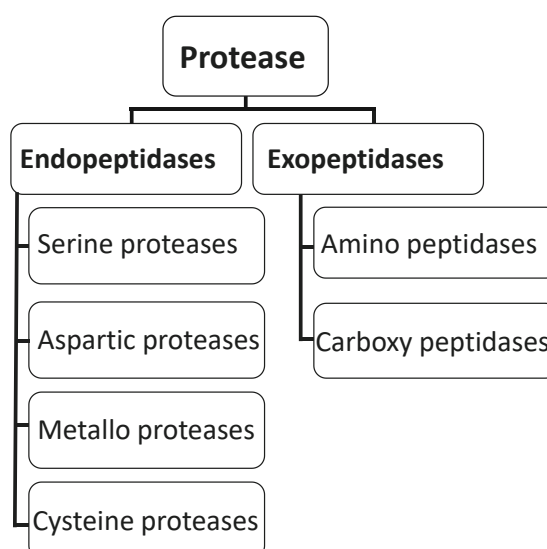 Protease
Endopeptidases
Exopeptidases
Serine proteases
Amino peptidases
Aspartic proteases
Carboxy peptidases
Metallo proteases
Cysteine proteases